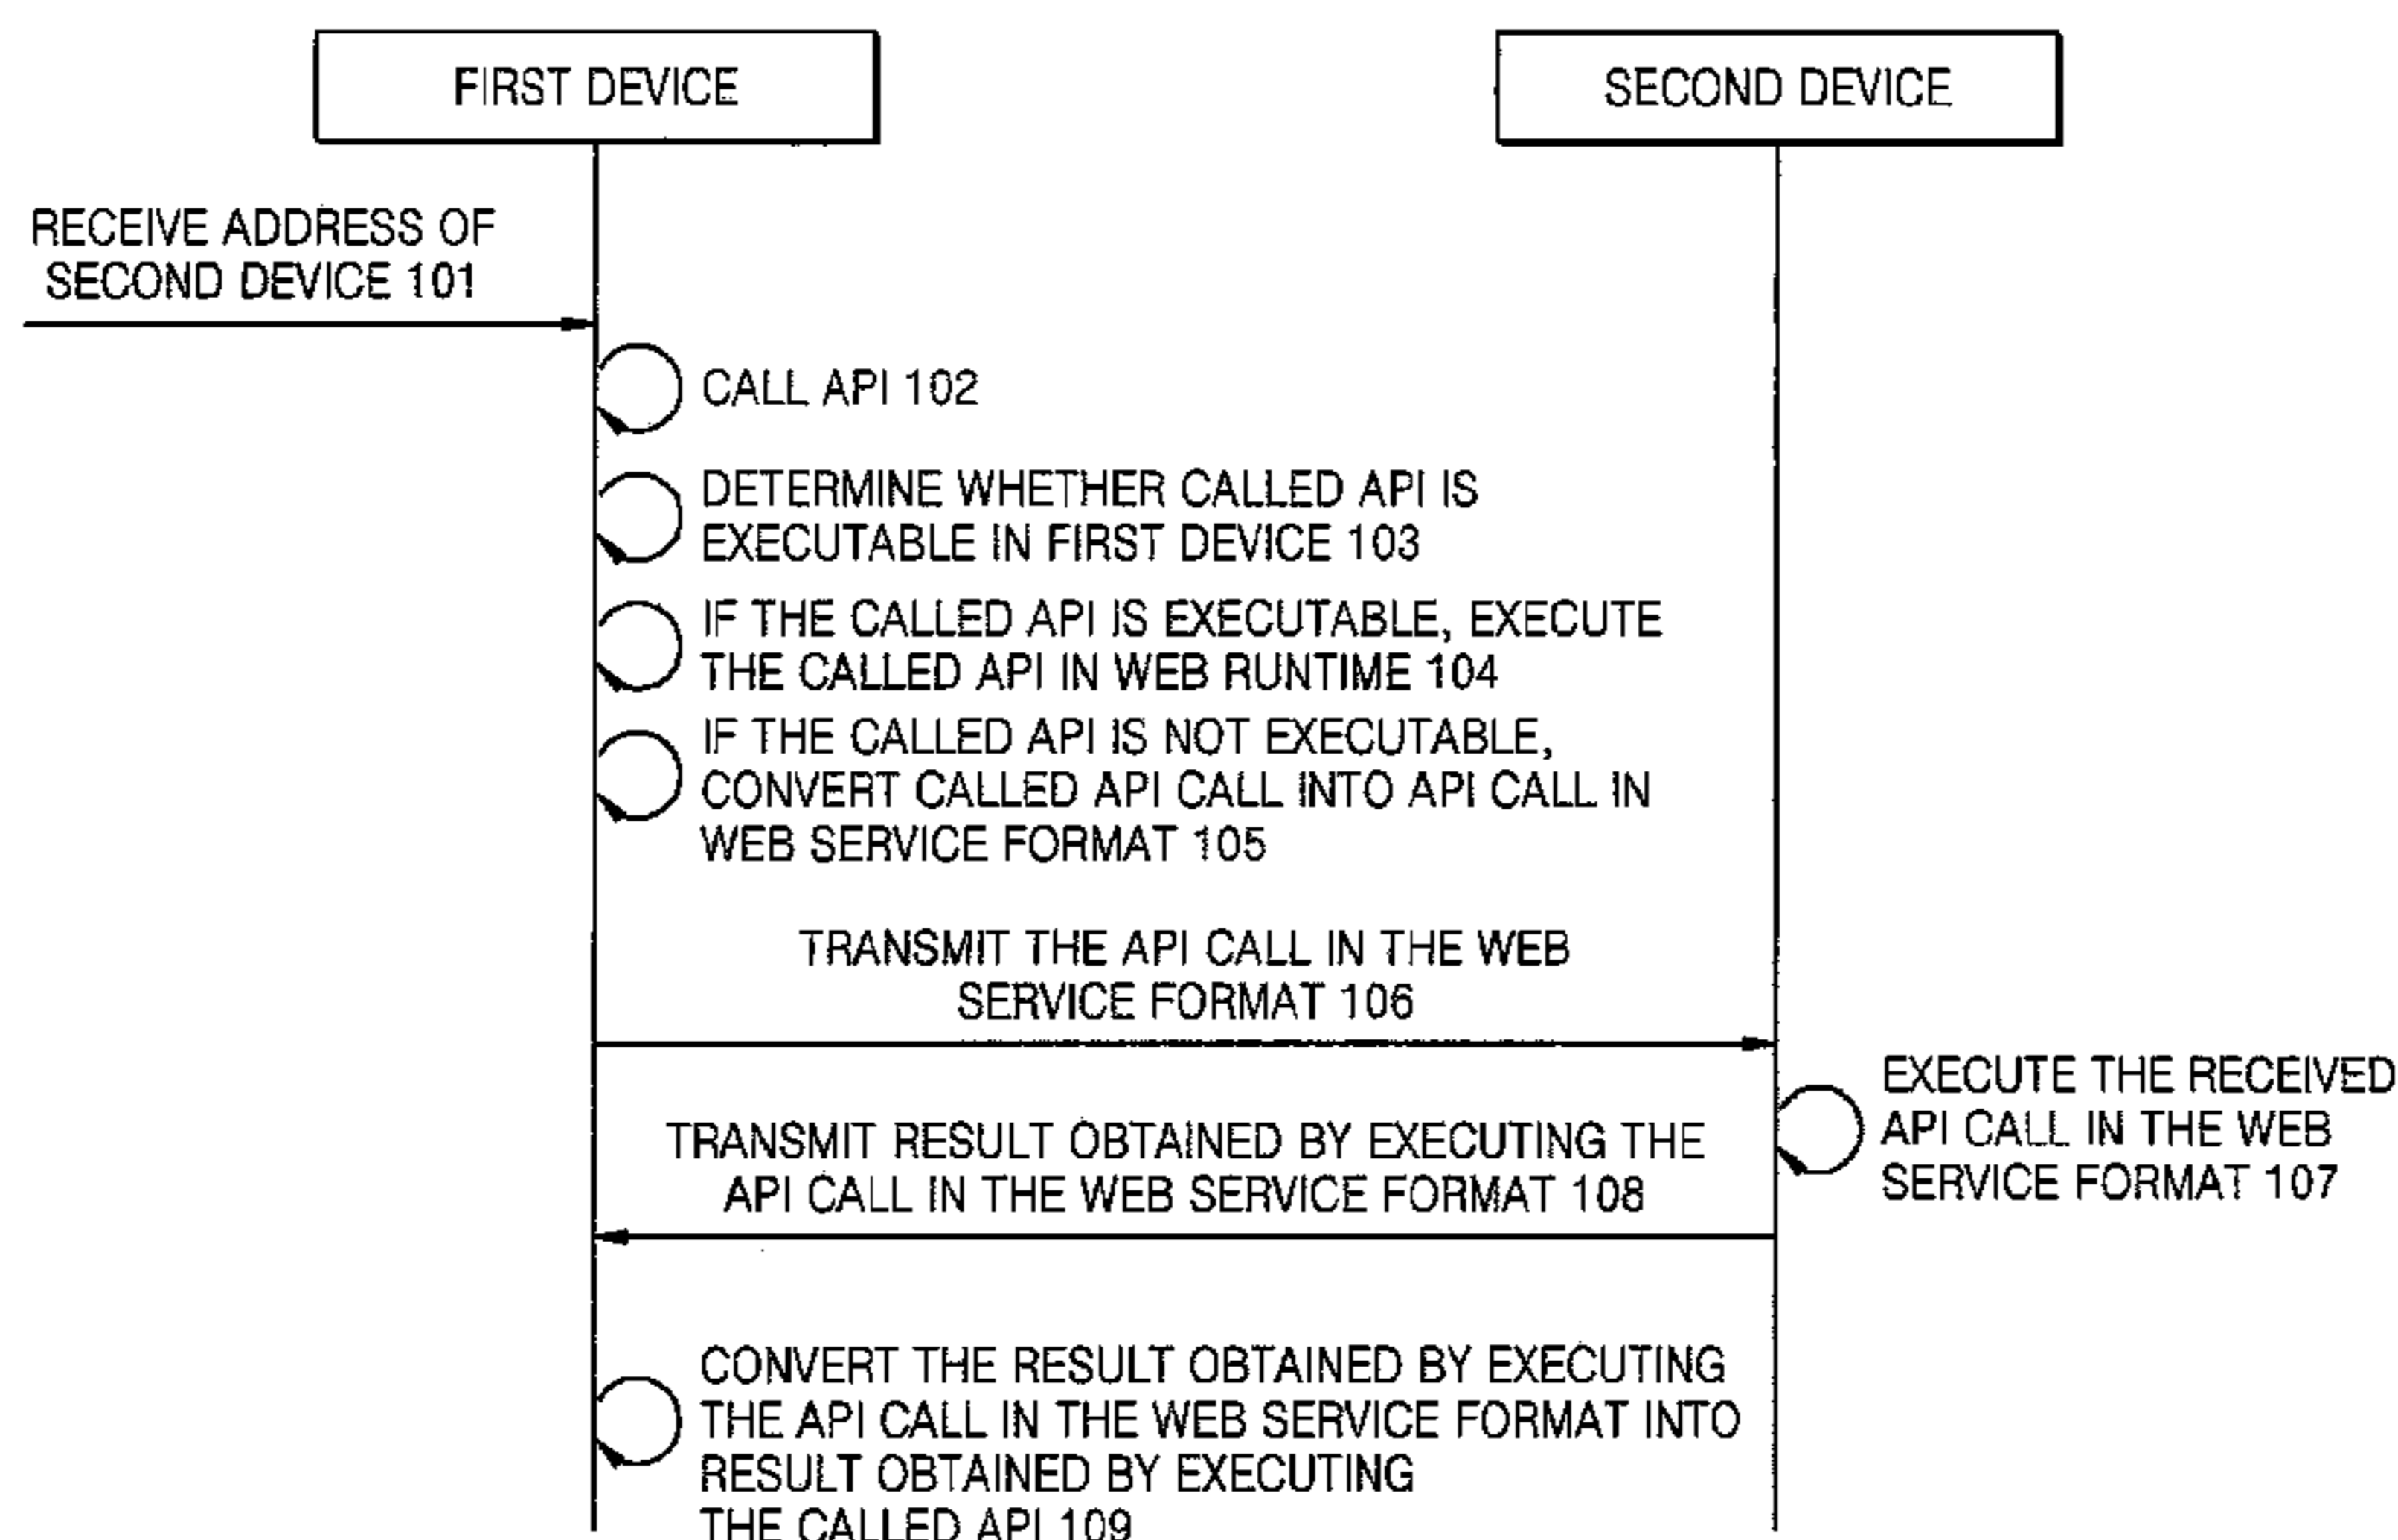 FIRST DEVICE
SECOND DEVICE
RECEIVE ADDRESS OF
SECOND DEVICE 101
CALL API 102
DETERMINE WHETHER CALLED API IS
EXECUTABLE IN FIRST DEVICE 103
IF THE CALLED API IS EXECUTABLE, EXECUTE
THE CALLED API IN WEB RUNTIME 104
IF THE CALLED API IS NOT EXECUTABLE,
CONVERT CALLED API CALL INTO API CALL IN
WEB SERVICE FORMAT 105
TRANSMIT THE API CALL IN THE WEB
SERVICE FORMAT 106
EXECUTE THE RECEIVED
API CALL IN THE WEB
SERVICE FORMAT 107
TRANSMIT RESULT OBTAINED BY EXECUTING THE
API CALL IN THE WEB SERVICE FORMAT 108
CONVERT THE RESULT OBTAINED BY EXECUTING
THE API CALL IN THE WEB SERVICE FORMAT INTO
RESULT OBTAINED BY EXECUTING
THE CALLED API 109